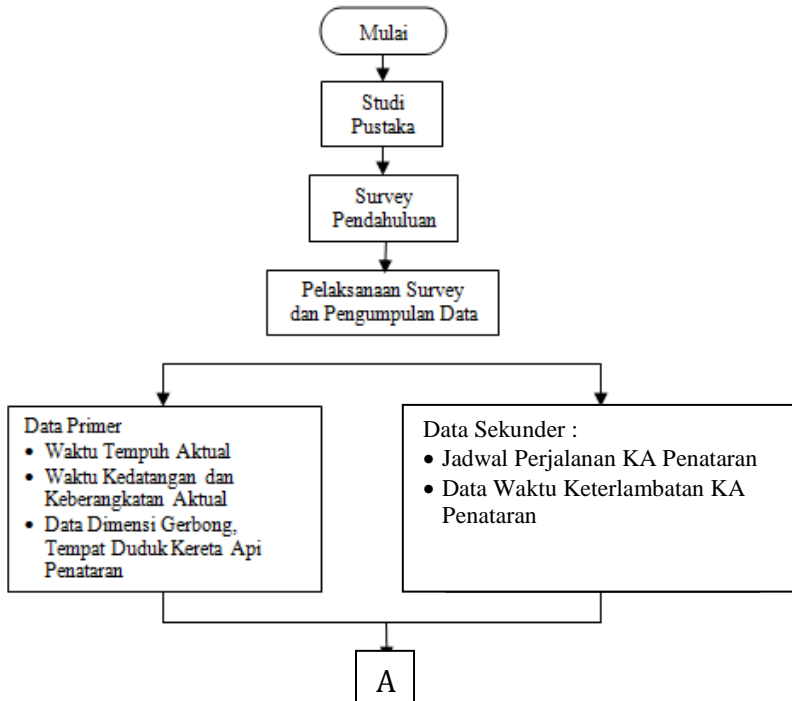 Mulai
Studi
Pustaka
Survey
Pendahuluan
Pelaksanaan Survey
dan Pengumpulan Data
Data Primer
• Waktu Tempuh Aktual
• Waktu Kedatangan dan
Keberangkatan Aktual
• Data Dimensi Gerbong,
Tempat Duduk Kereta Api
Penataran
Data Sekunder :
• Jadwal Perjalanan KA Penataran
• Data Waktu Keterlambatan KA
Penataran
A